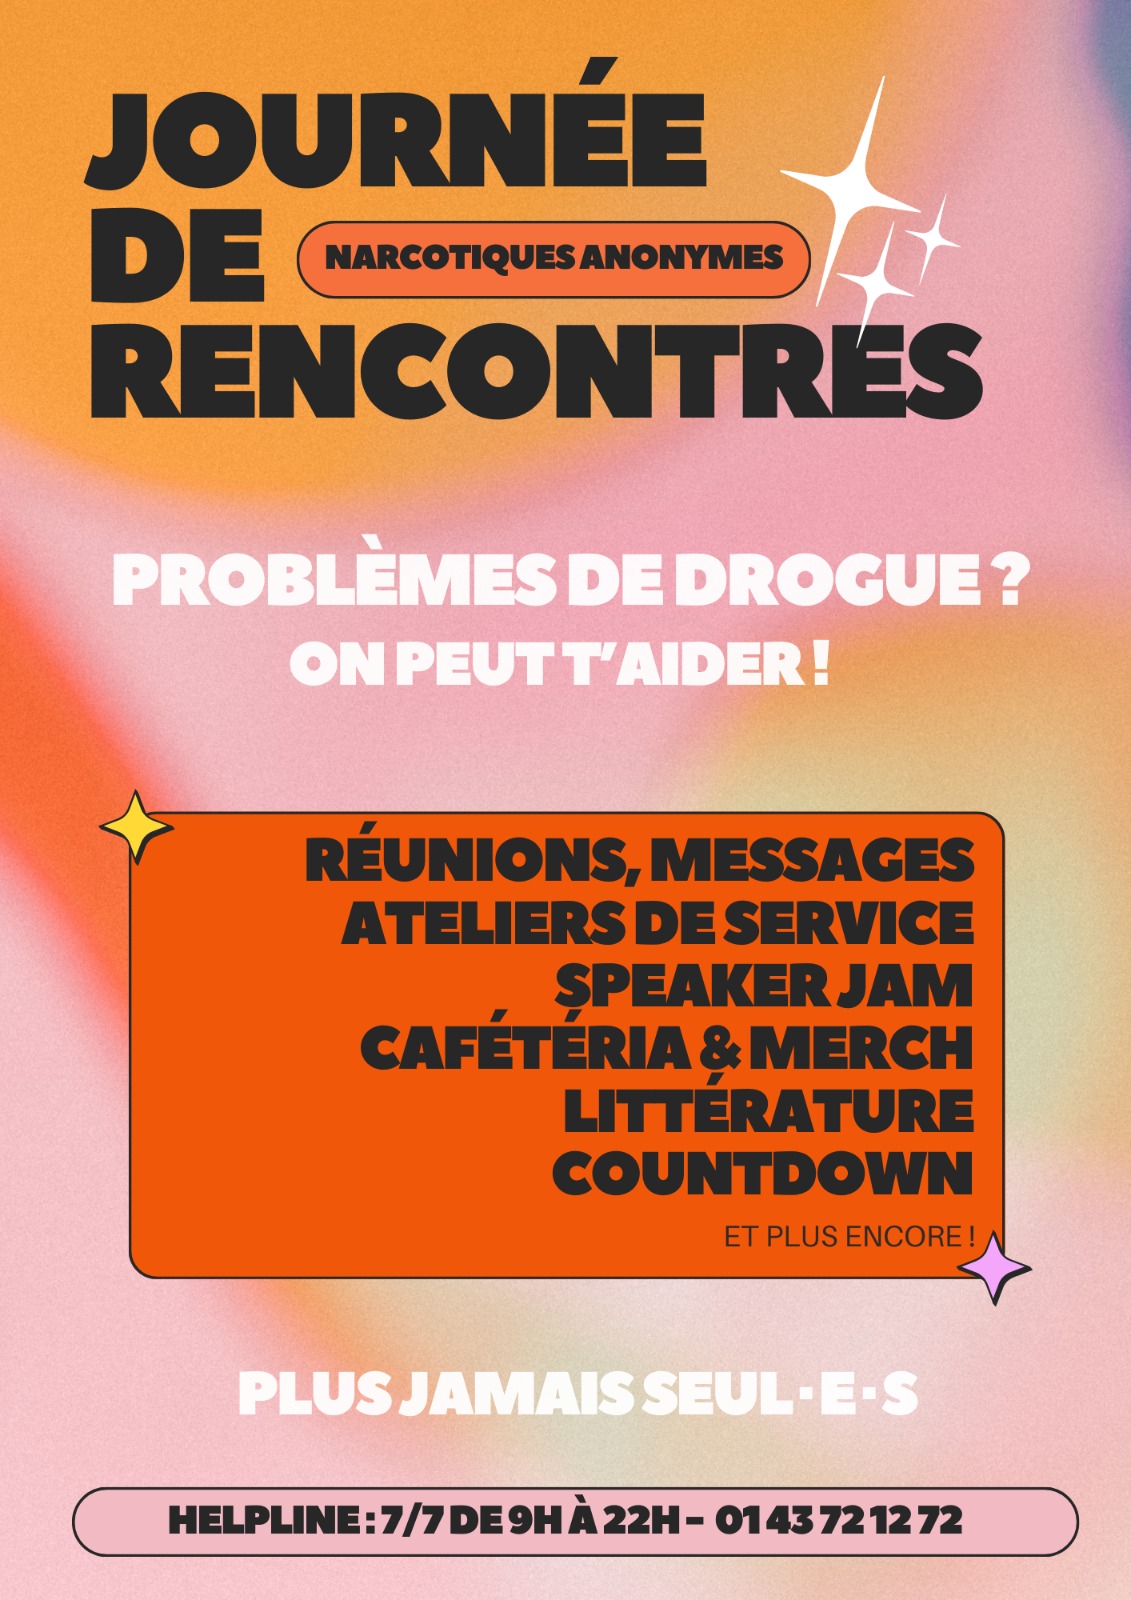 JOURNÉE
DE NARCOTIQUES ANONYMES
RENCONTRES
PROBLÈMES DE DROGUE ?
ON PEUT T'AIDER !
RÉUNIONS, MESSAGES
ATELIERS DE SERVICE
SPEAKER JAM
CAFÉTÉRIA & MERCH
LITTÉRATURE
COUNTDOWN
ET PLUS ENCORE !
PLUS JAMAIS SEUL·E·S
HELPLINE : 7/7 DE 9H À 22H - 01 43 72 12 72